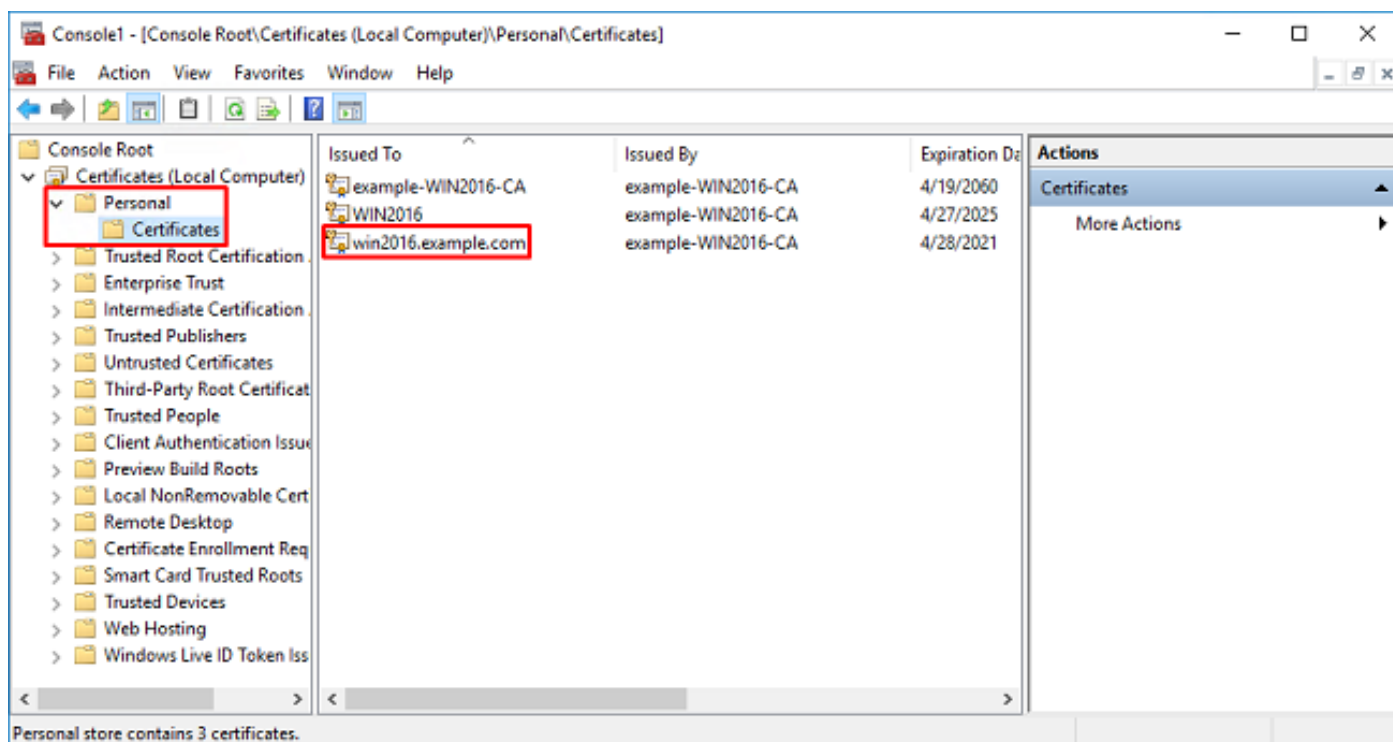 Console1 - [Console Root\Certificates (Local Computer)\Personal\Certificates]
File Action View Favorites Window Help
Console Root
Certificates (Local Computer)
Personal
Certificates
Trusted Root Certification
Enterprise Trust
Intermediate Certification
Trusted Publishers
Untrusted Certificates
Third-Party Root Certificat
Trusted People
Client Authentication Issue
Preview Build Roots
Local NonRemovable Cert
Remote Desktop
Certificate Enrollment Req
Smart Card Trusted Roots
Trusted Devices
Web Hosting
Windows Live ID Token Iss
Issued To Issued By Expiration Da
example-WIN2016-CA example-WIN2016-CA 4/19/2060
WIN2016 example-WIN2016-CA 4/27/2025
win2016.example.com example-WIN2016-CA 4/28/2021
Actions
Certificates
More Actions
Personal store contains 3 certificates.